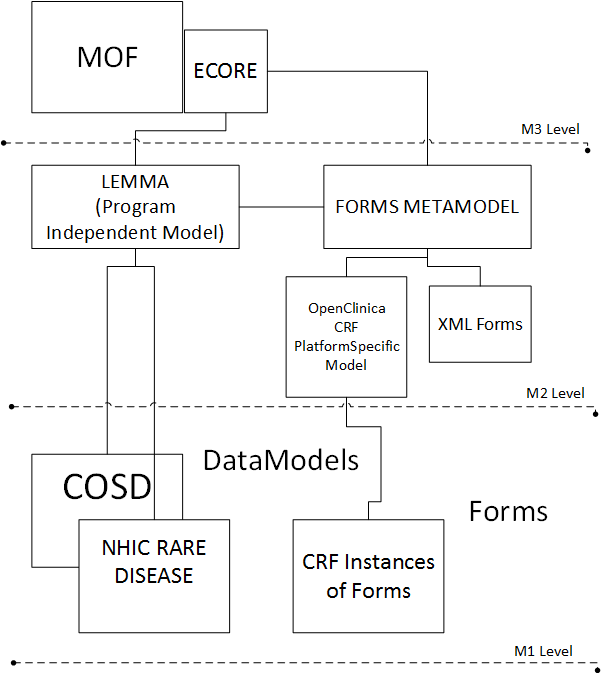 MOF
ECORE
M3 Level
LEMMA
(Program
Independent Model)
FORMS METAMODEL
OpenClinica
CRF
PlatformSpecific
Model
XML Forms
M2 Level
DataModels
COSD
Forms
NHIC RARE
DISEASE
CRF Instances
of Forms
M1 Level